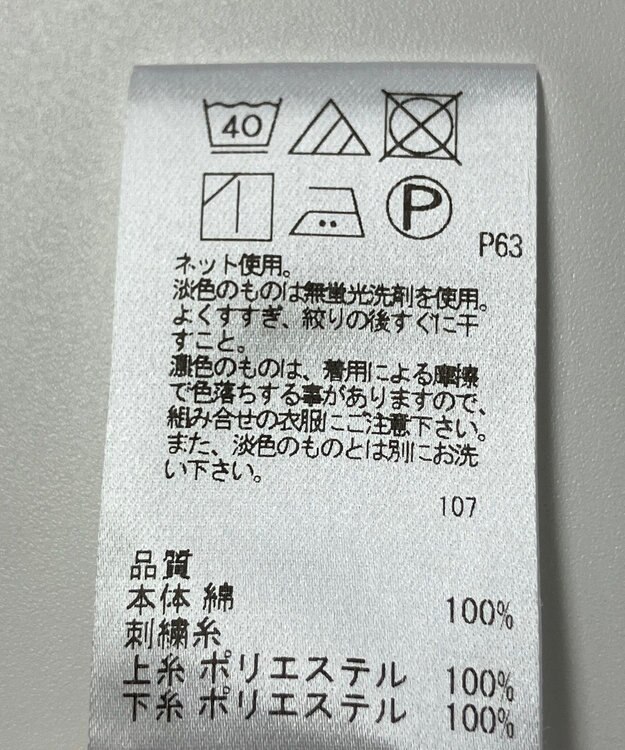 40
P
P63
ネット使用。
淡色のものは無蛍光洗剤を使用。
よくすすぎ、絞りの後すぐに干
すこと。
濃色のものは、着用による摩擦
で色落ちする事がありますので、
組み合せの衣服にご注意下さい。
また、淡色のものとは別にお洗
い下さい。
107
品質
本体 綿 100%
刺繍糸
上糸 ポリエステル 100%
下糸 ポリエステル 100%